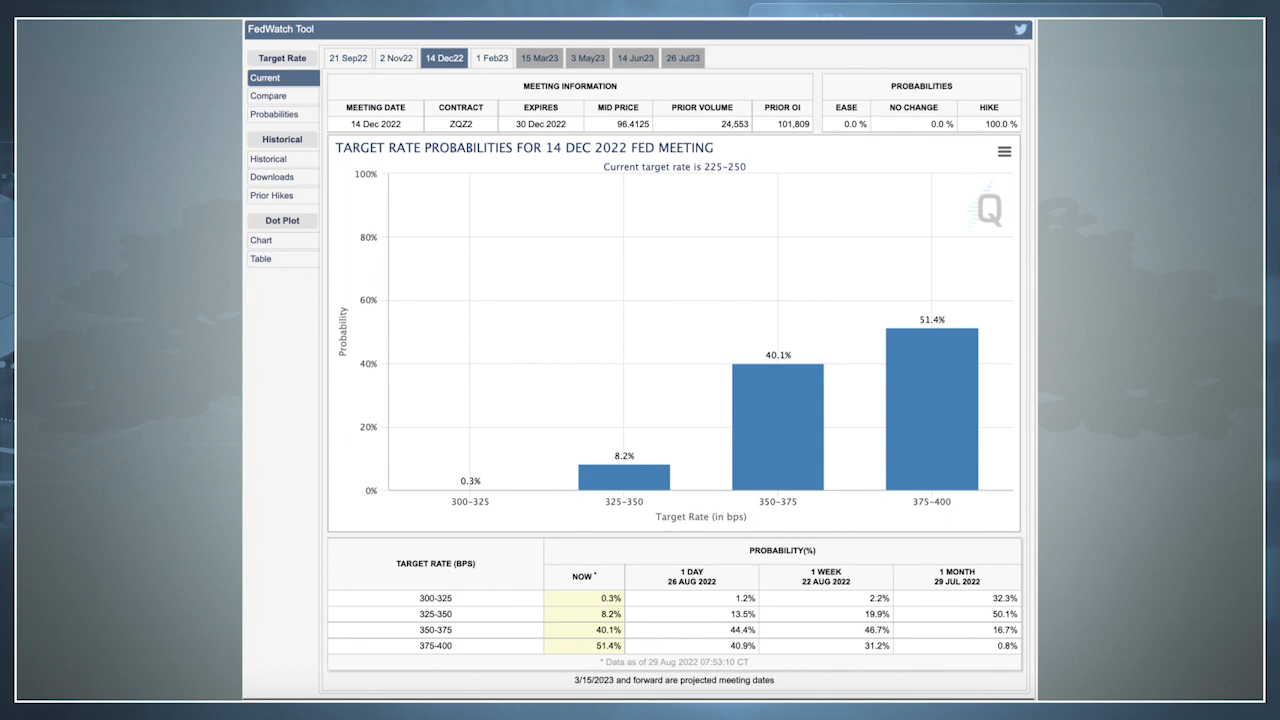 FedWatch Tool
Target Rate
Current
Compare
Probabilities
Historical
Historical
Downloads
Prior Hikes
Dot Plot
Chart
Table
21 Sep22 2 Nov22 14 Dec22 1 Feb23 15 Mar23 3 May23 14 Jun23 26 Jul23
MEETING INFORMATION
MEETING DATE CONTRACT EXPIRES MID PRICE PRIOR VOLUME PRIOR OI
14 Dec 2022 ZQZ2 30 Dec 2022 96.4125 24,553 101,809
PROBABILITIES
EASE NO CHANGE HIKE
0.0 % 0.0 % 100.0 %
TARGET RATE PROBABILITIES FOR 14 DEC 2022 FED MEETING
Current target rate is 225-250
Q
100%
80%
60%
40%
20%
0%
Probability
0.3%
8.2%
40.1%
51.4%
300-325 325-350 350-375 375-400
Target Rate (in bps)
TARGET RATE (BPS) PROBABILITY(%)
NOW * 1 DAY 26 AUG 2022 1 WEEK 22 AUG 2022 1 MONTH 29 JUL 2022
300-325 0.3% 1.2% 2.2% 32.3%
325-350 8.2% 13.5% 19.9% 50.1%
350-375 40.1% 44.4% 46.7% 16.7%
375-400 51.4% 40.9% 31.2% 0.8%
* Data as of 29 Aug 2022 07:53:10 CT
3/15/2023 and forward are projected meeting dates